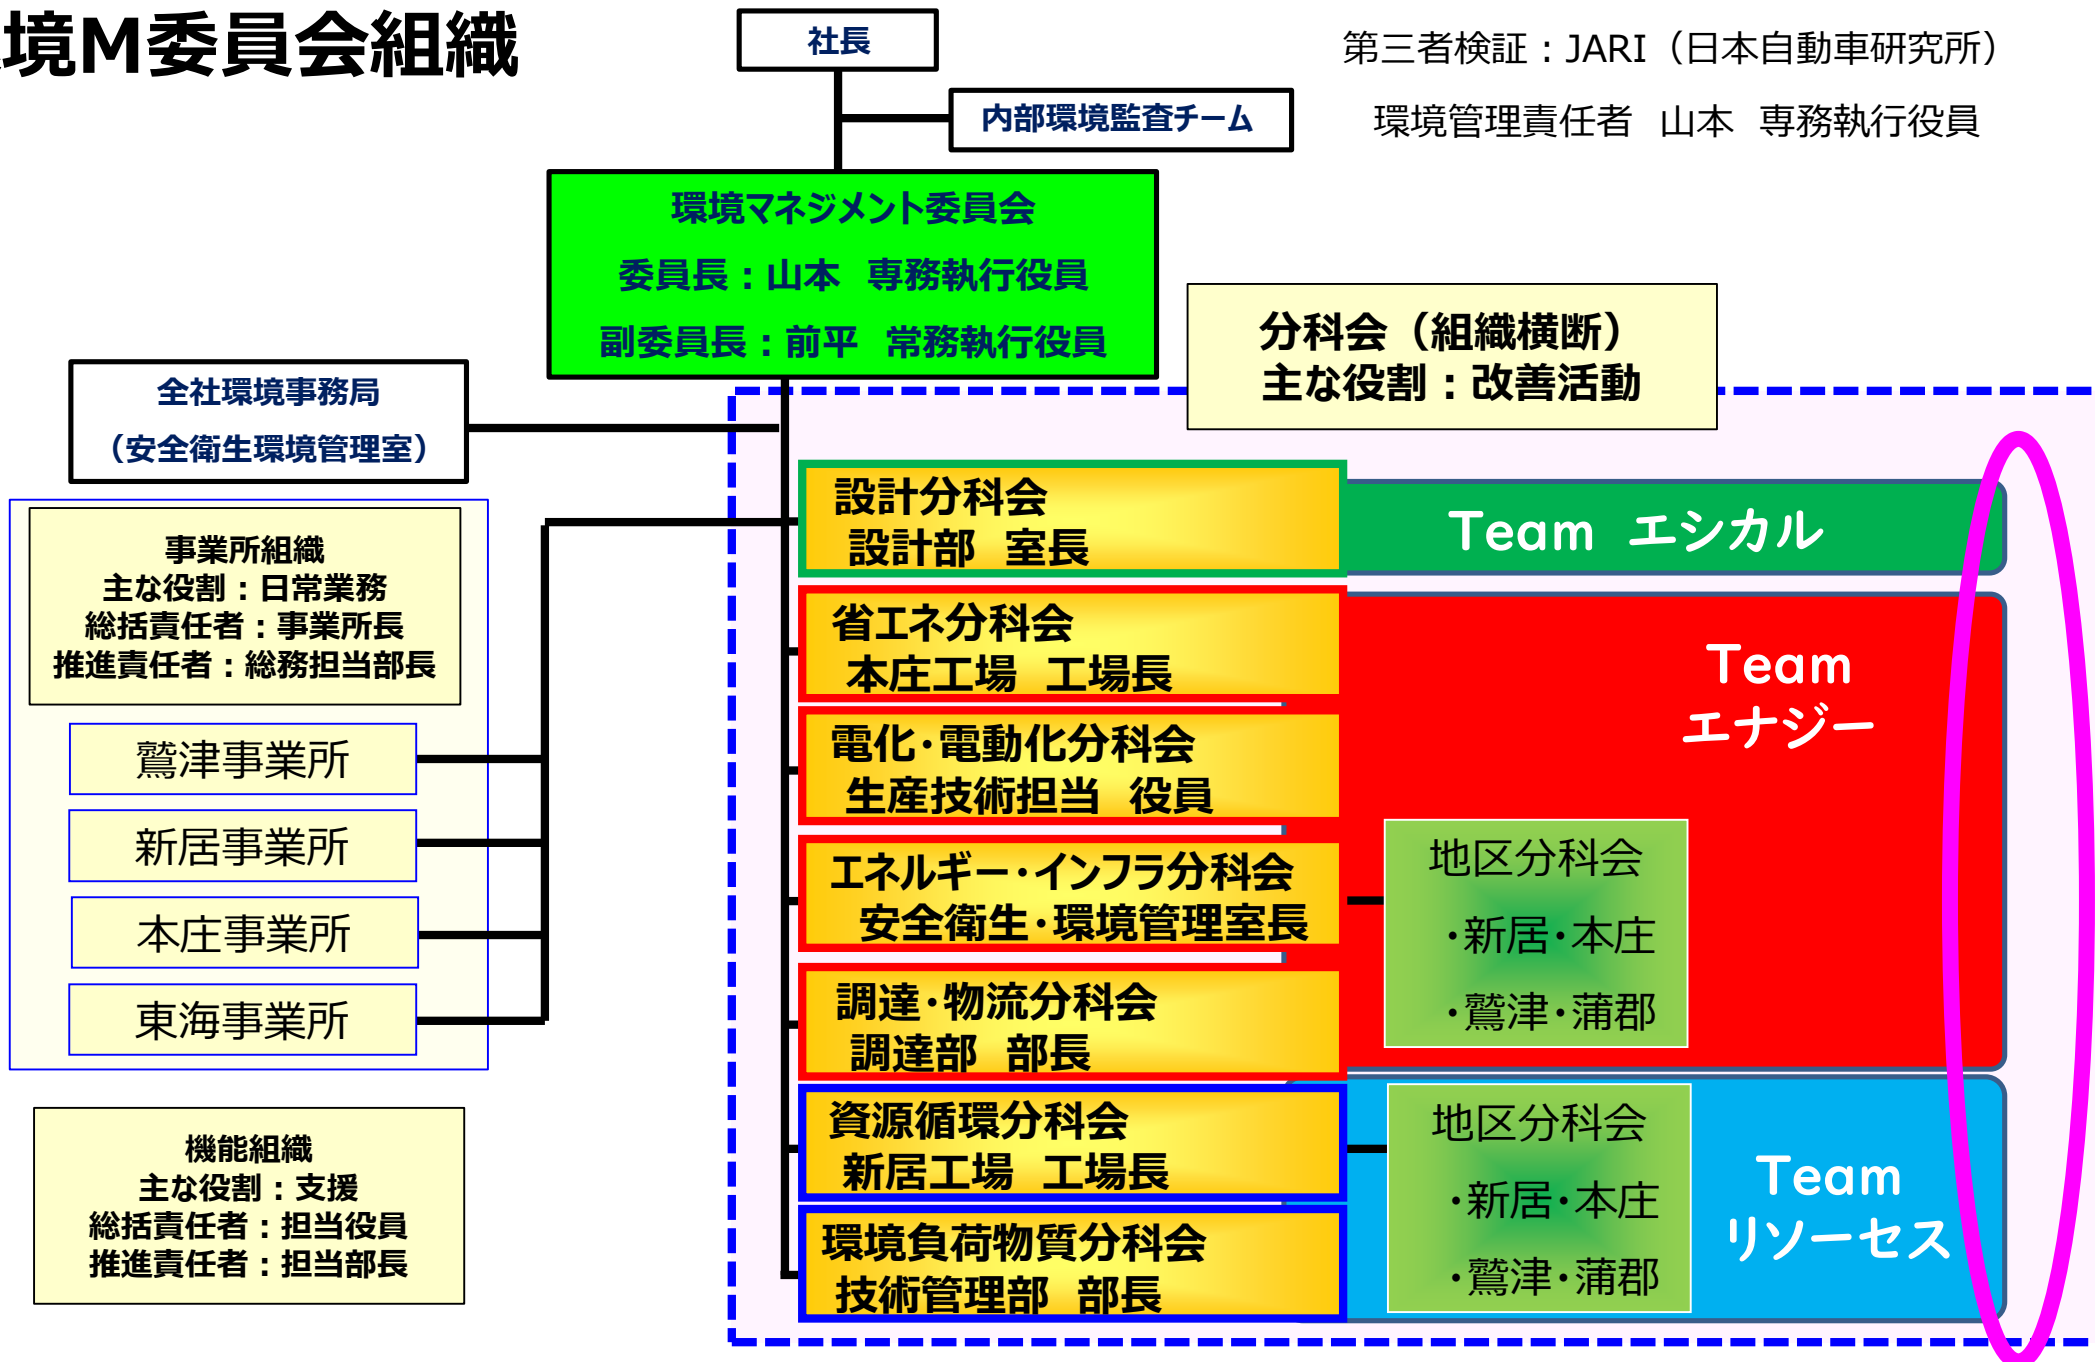 境M委員会組織
社長
第三者検証：JARI（日本自動車研究所）
内部環境監査チーム
環境管理責任者　山本　専務執行役員
環境マネジメント委員会
委員長：山本　専務執行役員
副委員長：前平　常務執行役員
分科会（組織横断）
主な役割：改善活動
全社環境事務局
（安全衛生環境管理室）
事業所組織
主な役割：日常業務
総括責任者：事業所長
推進責任者：総務担当部長
鷲津事業所
新居事業所
本庄事業所
東海事業所
機能組織
主な役割：支援
総括責任者：担当役員
推進責任者：担当部長
設計分科会
設計部　室長
Team　エシカル
省エネ分科会
本庄工場　工場長
電化・電動化分科会
生産技術担当　役員
エネルギー・インフラ分科会
安全衛生・環境管理室長
調達・物流分科会
調達部　部長
Team
エナジー
地区分科会
・新居・本庄
・鷲津・蒲郡
資源循環分科会
新居工場　工場長
環境負荷物質分科会
技術管理部　部長
地区分科会
・新居・本庄
・鷲津・蒲郡
Team
リソーセス